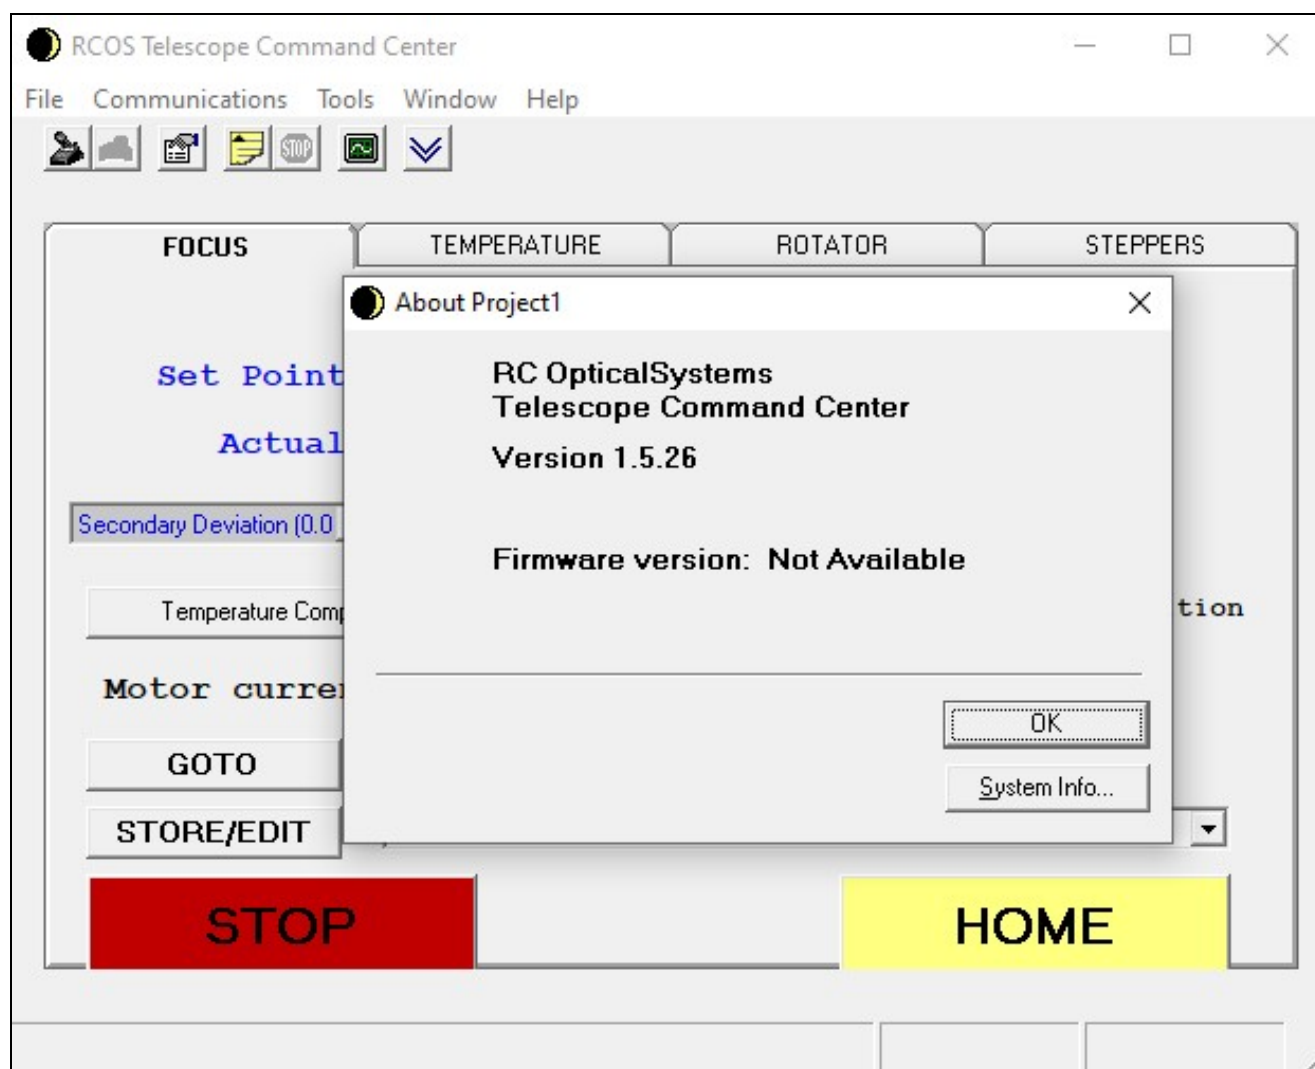 RCOS Telescope Command Center
File Communications Tools Window Help
STOP
FOCUS TEMPERATURE ROTATOR STEPPERS
About Project1
Set Point
Actual
Secondary Deviation (0.0
Temperature Comp
tion
Motor curre
GOTO
STORE/EDIT
RC OpticalSystems
Telescope Command Center
Version 1.5.26
Firmware version: Not Available
OK
System Info...
STOP HOME